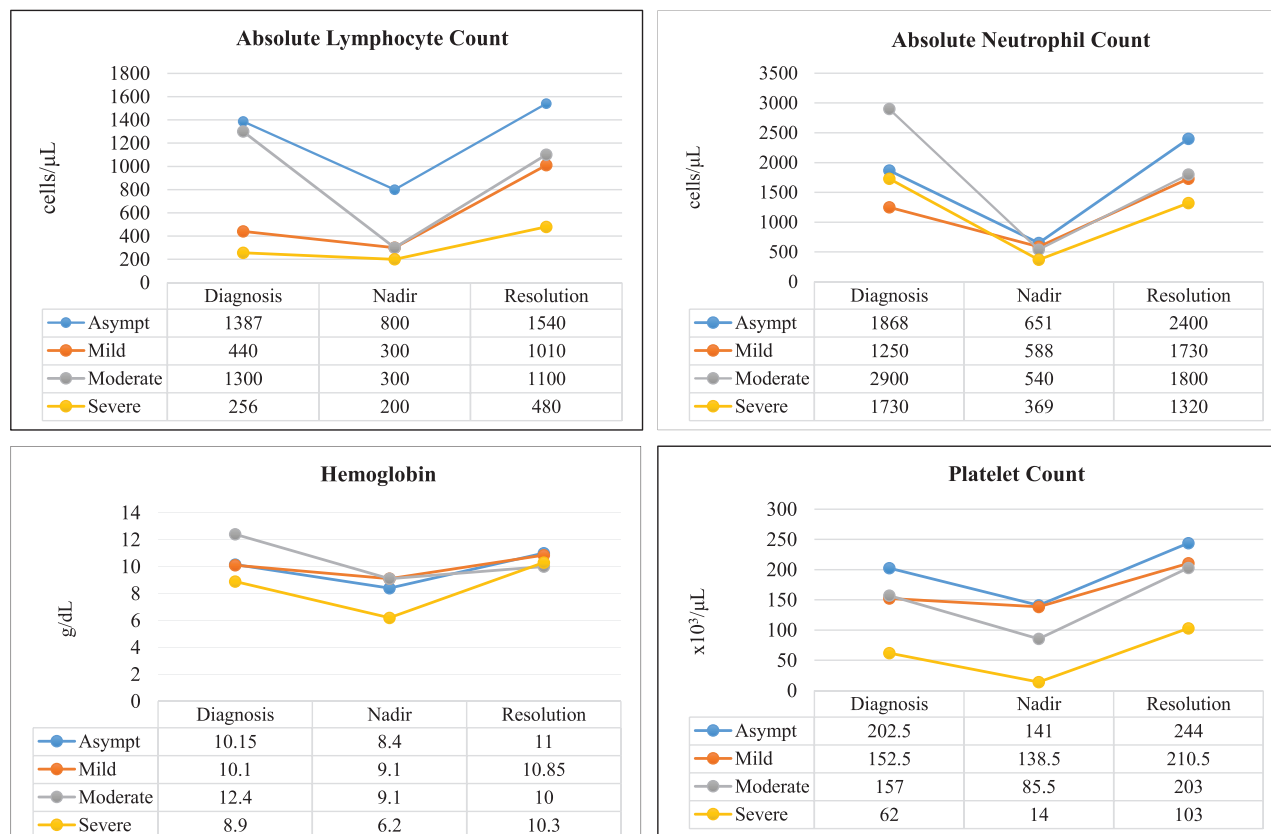 Absolute Lymphocyte Count
1800
1600
1400
1200
1000
800
600
400
200
0
cells/μL
Diagnosis Nadir Resolution
Asympt 1387 800 1540
Mild 440 300 1010
Moderate 1300 300 1100
Severe 256 200 480
Absolute Neutrophil Count
3500
3000
2500
2000
1500
1000
500
0
cells/μL
Diagnosis Nadir Resolution
Asympt 1868 651 2400
Mild 1250 588 1730
Moderate 2900 540 1800
Severe 1730 369 1320
Hemoglobin
14
12
10
8
6
4
2
0
g/dL
Diagnosis Nadir Resolution
Asympt 10.15 8.4 11
Mild 10.1 9.1 10.85
Moderate 12.4 9.1 10
Severe 8.9 6.2 10.3
Platelet Count
300
250
200
150
100
50
0
x10³/μL
Diagnosis Nadir Resolution
Asympt 202.5 141 244
Mild 152.5 138.5 210.5
Moderate 157 85.5 203
Severe 62 14 103